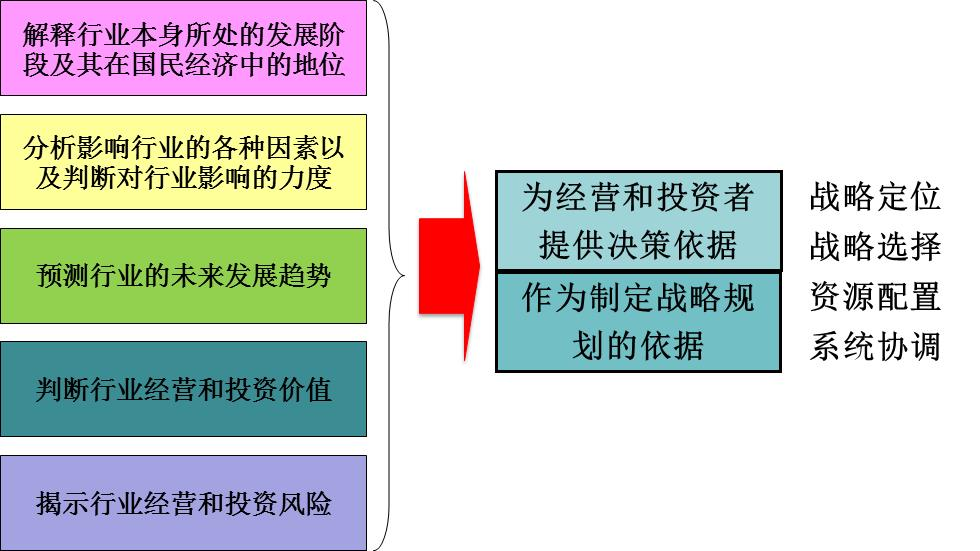 解释行业本身所处的发展阶
段及其在国民经济中的地位
分析影响行业的各种因素以
及判断对行业影响的力度
预测行业的未来发展趋势
判断行业经营和投资价值
揭示行业经营和投资风险
为经营和投资者
提供决策依据
作为制定战略规
划的依据
战略定位
战略选择
资源配置
系统协调